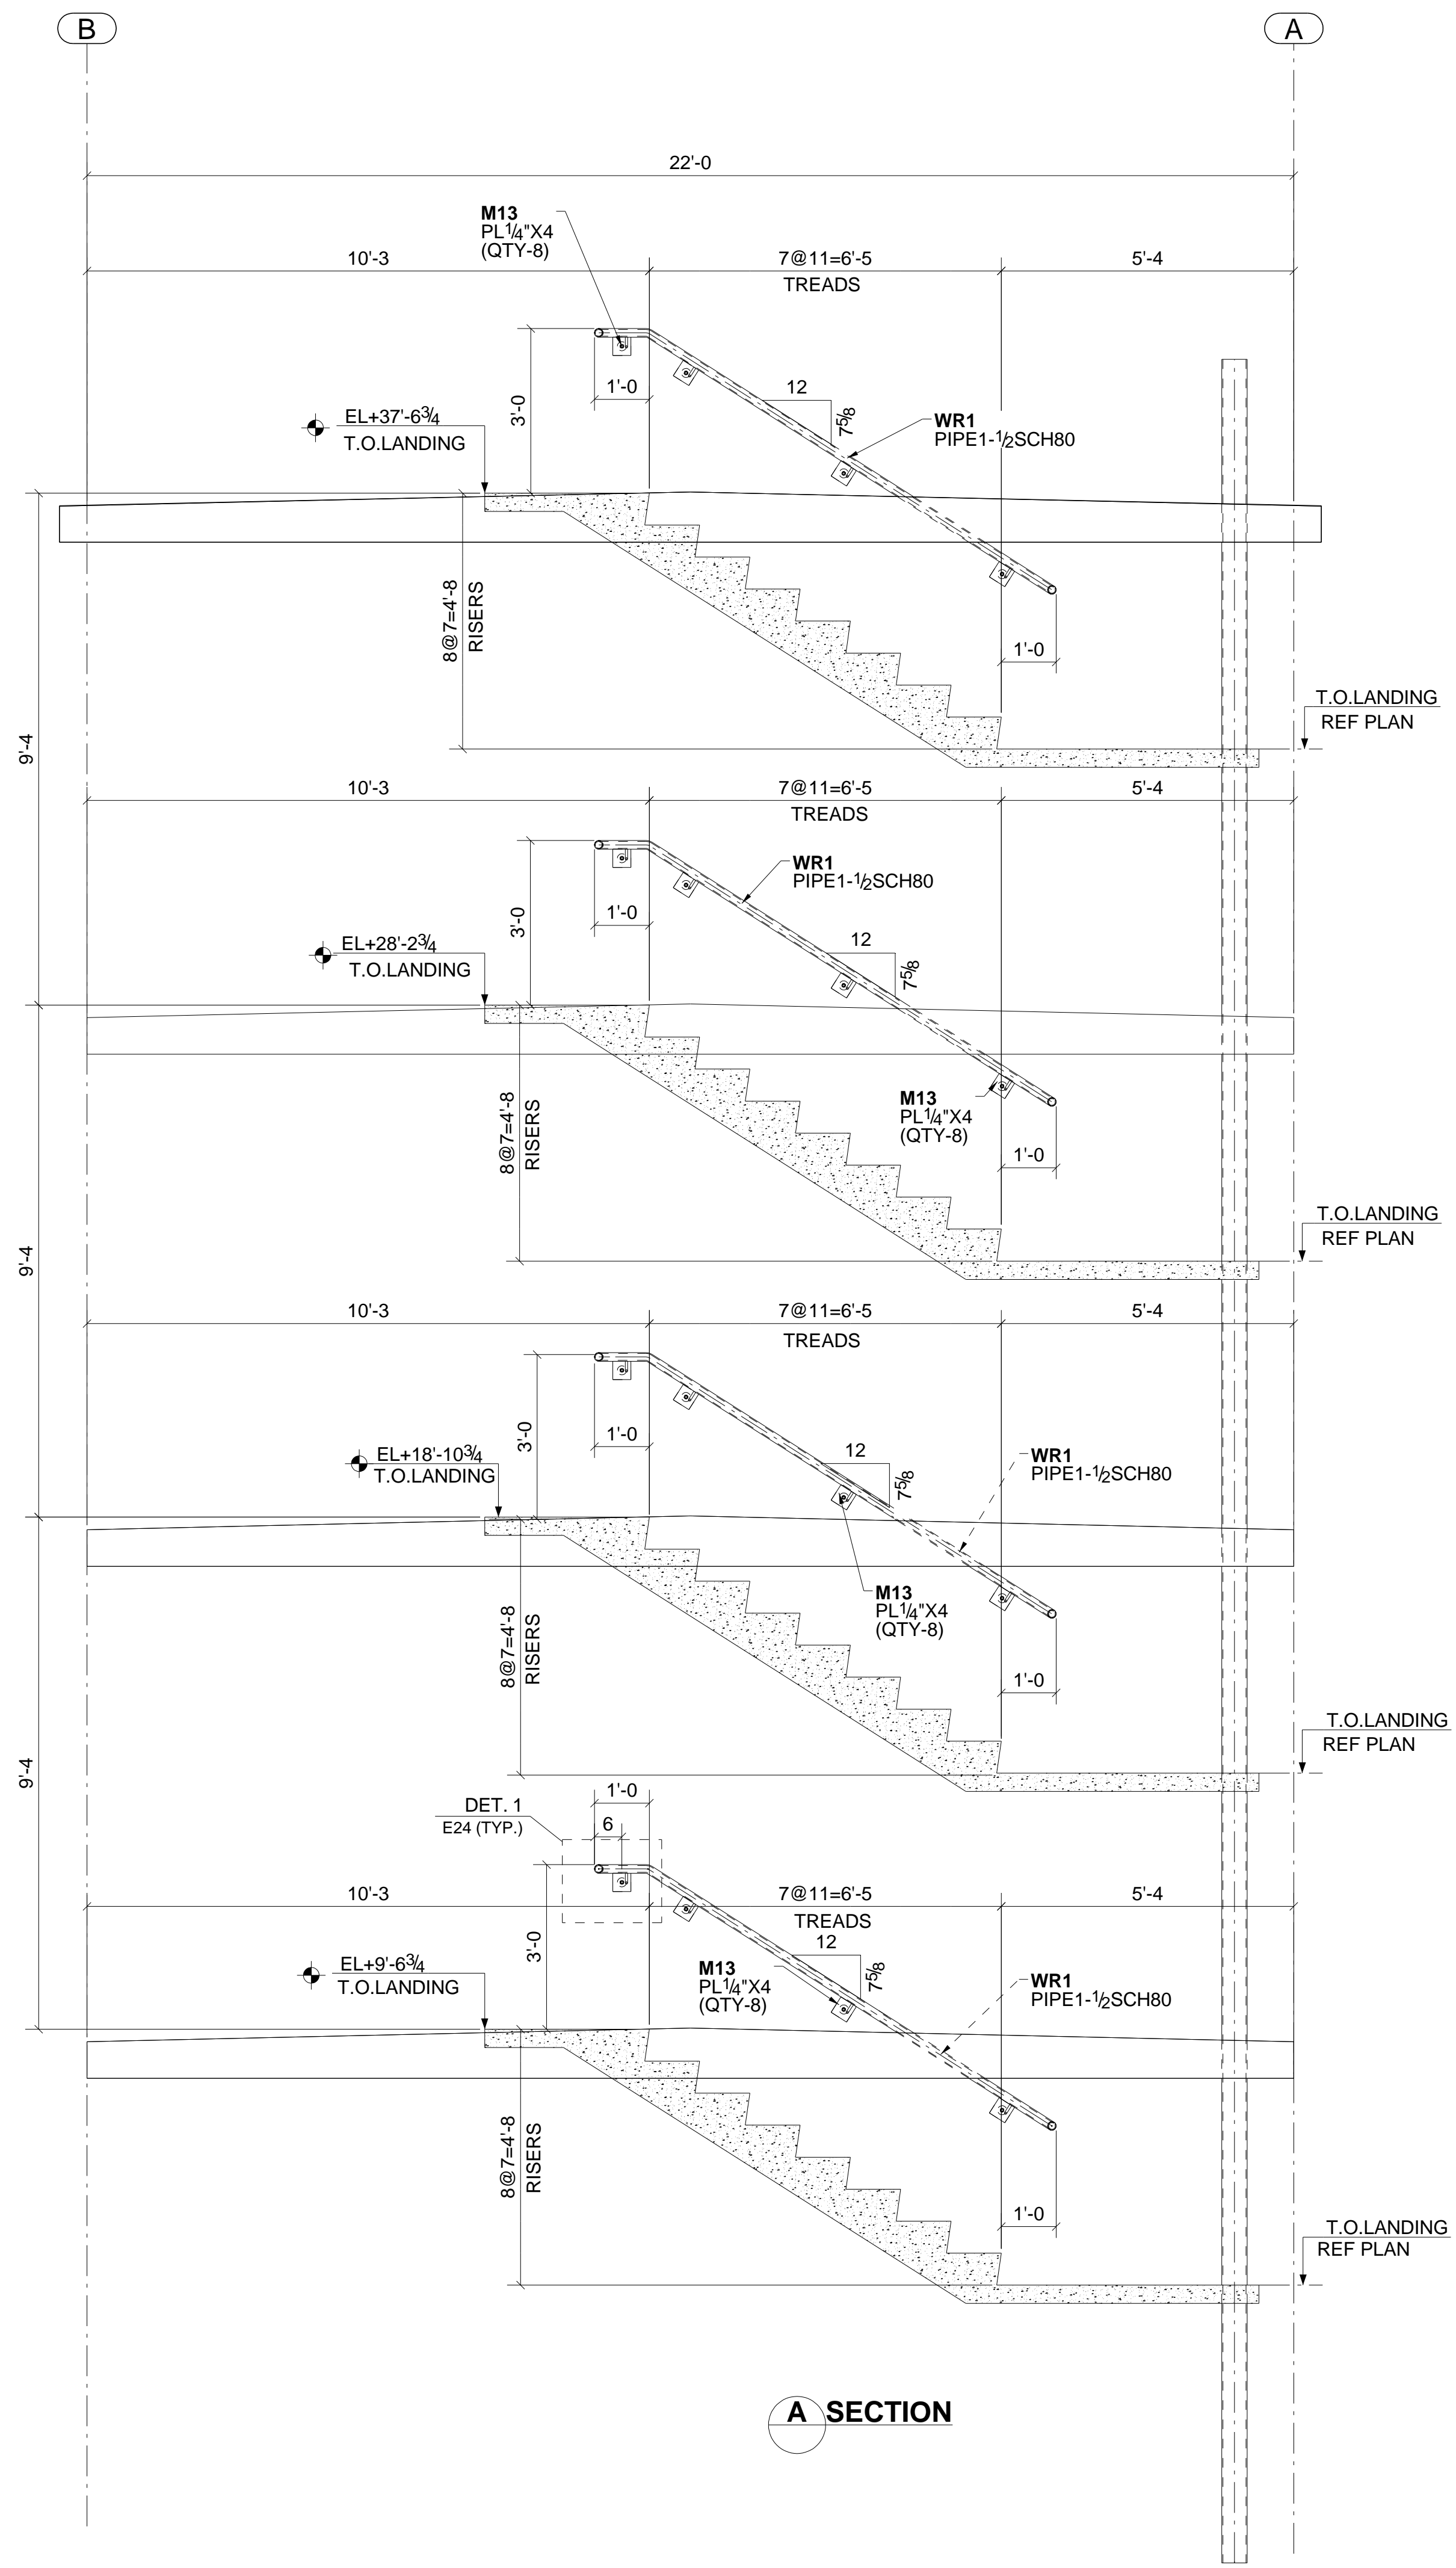 B
A
22'-0
M13
PL1/4"X4
(QTY-8)
10'-3
7@11=6'-5
TREADS
5'-4
3'-0
1'-0
12
7 5/8
WR1
PIPE1-1/2SCH80
EL+37'-6 3/4
T.O.LANDING
8@7=4'-8
RISERS
1'-0
T.O.LANDING
REF PLAN
9'-4
10'-3
7@11=6'-5
TREADS
5'-4
WR1
PIPE1-1/2SCH80
3'-0
1'-0
12
7 5/8
EL+28'-2 3/4
T.O.LANDING
M13
PL1/4"X4
(QTY-8)
8@7=4'-8
RISERS
1'-0
T.O.LANDING
REF PLAN
9'-4
10'-3
7@11=6'-5
TREADS
5'-4
3'-0
1'-0
12
7 5/8
EL+18'-10 3/4
T.O.LANDING
WR1
PIPE1-1/2SCH80
M13
PL1/4"X4
(QTY-8)
8@7=4'-8
RISERS
1'-0
T.O.LANDING
REF PLAN
9'-4
1'-0
DET. 1
E24 (TYP.)
6
10'-3
7@11=6'-5
TREADS
5'-4
3'-0
12
7 5/8
EL+9'-6 3/4
T.O.LANDING
M13
PL1/4"X4
(QTY-8)
WR1
PIPE1-1/2SCH80
8@7=4'-8
RISERS
1'-0
T.O.LANDING
REF PLAN
A SECTION